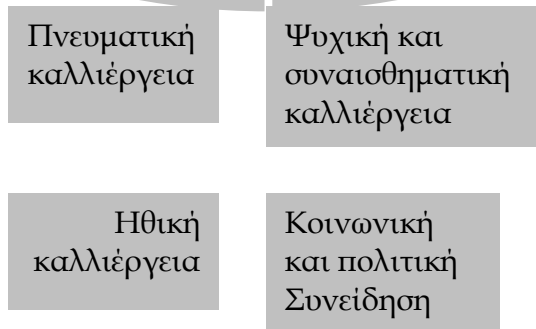 Πνευματική
καλλιέργεια
Ψυχική και
συναισθηματική
καλλιέργεια
Ηθική
καλλιέργεια
Κοινωνική
και πολιτική
Συνείδηση